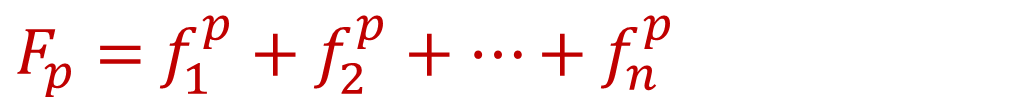 F_p = f_1^p + f_2^p + ⋯ + f_n^p